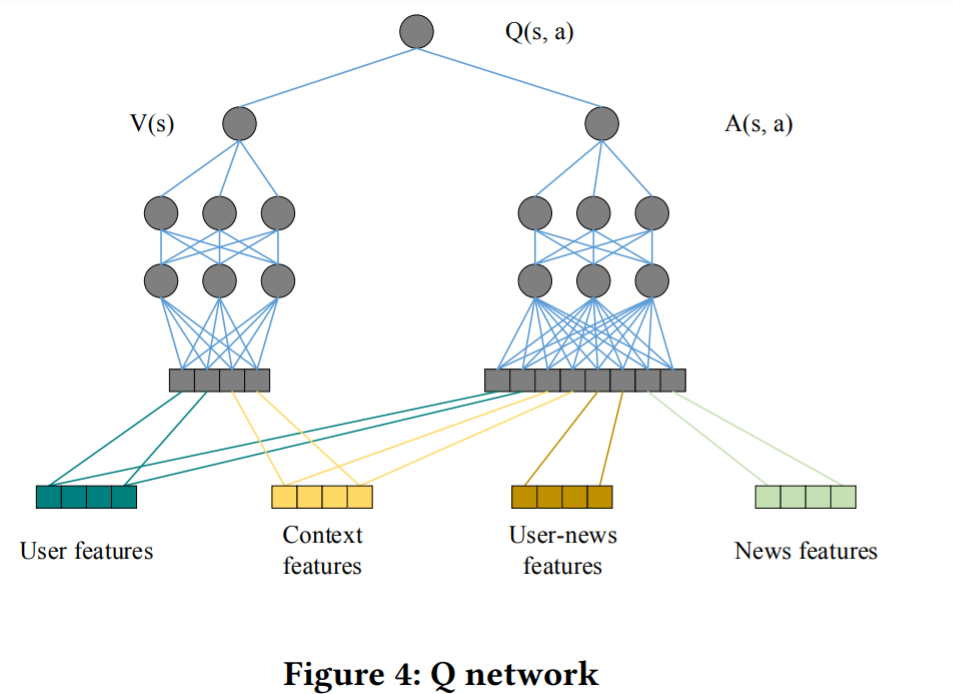 Q(s, a)
V(s)
A(s, a)
User features
Context
features
User-news
features
News features
Figure 4: Q network